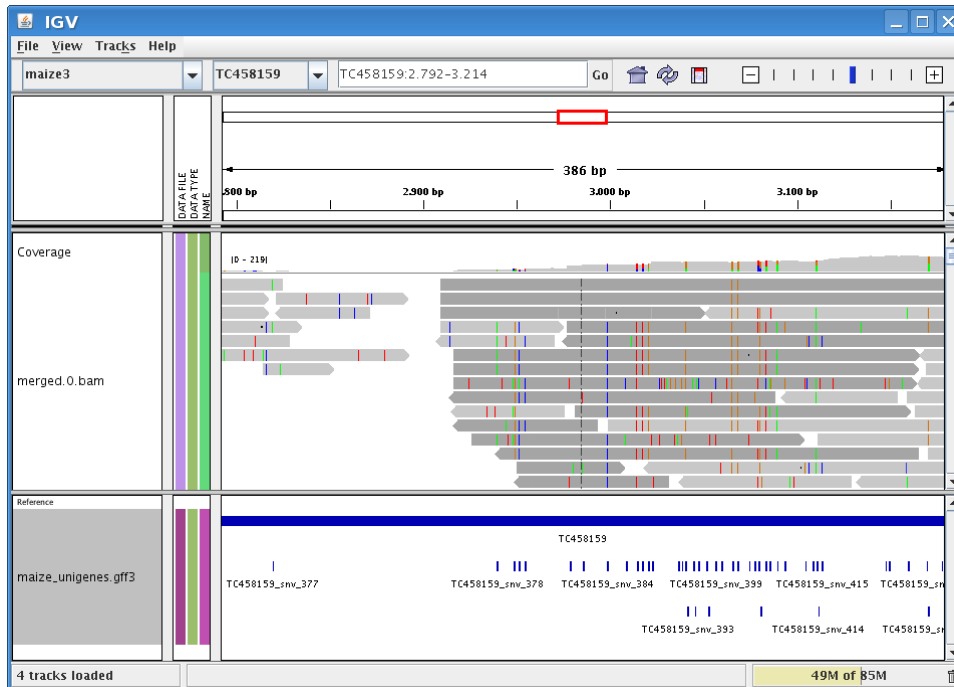 IGV
File View Tracks Help
maize3 TC458159 TC458159:2.792-3.214 Go
386 bp
800 bp 2.900 bp 3.000 bp 3.100 bp
DATA FILE
DATA TYPE
NAME
Coverage
[0 - 219]
merged.0.bam
Reference
TC458159
maize_unigenes.gff3
TC458159_snv_377 TC458159_snv_378 TC458159_snv_384 TC458159_snv_399 TC458159_snv_415 TC458159_sn
TC458159_snv_393 TC458159_snv_414 TC458159_sn
4 tracks loaded 49M of 85M